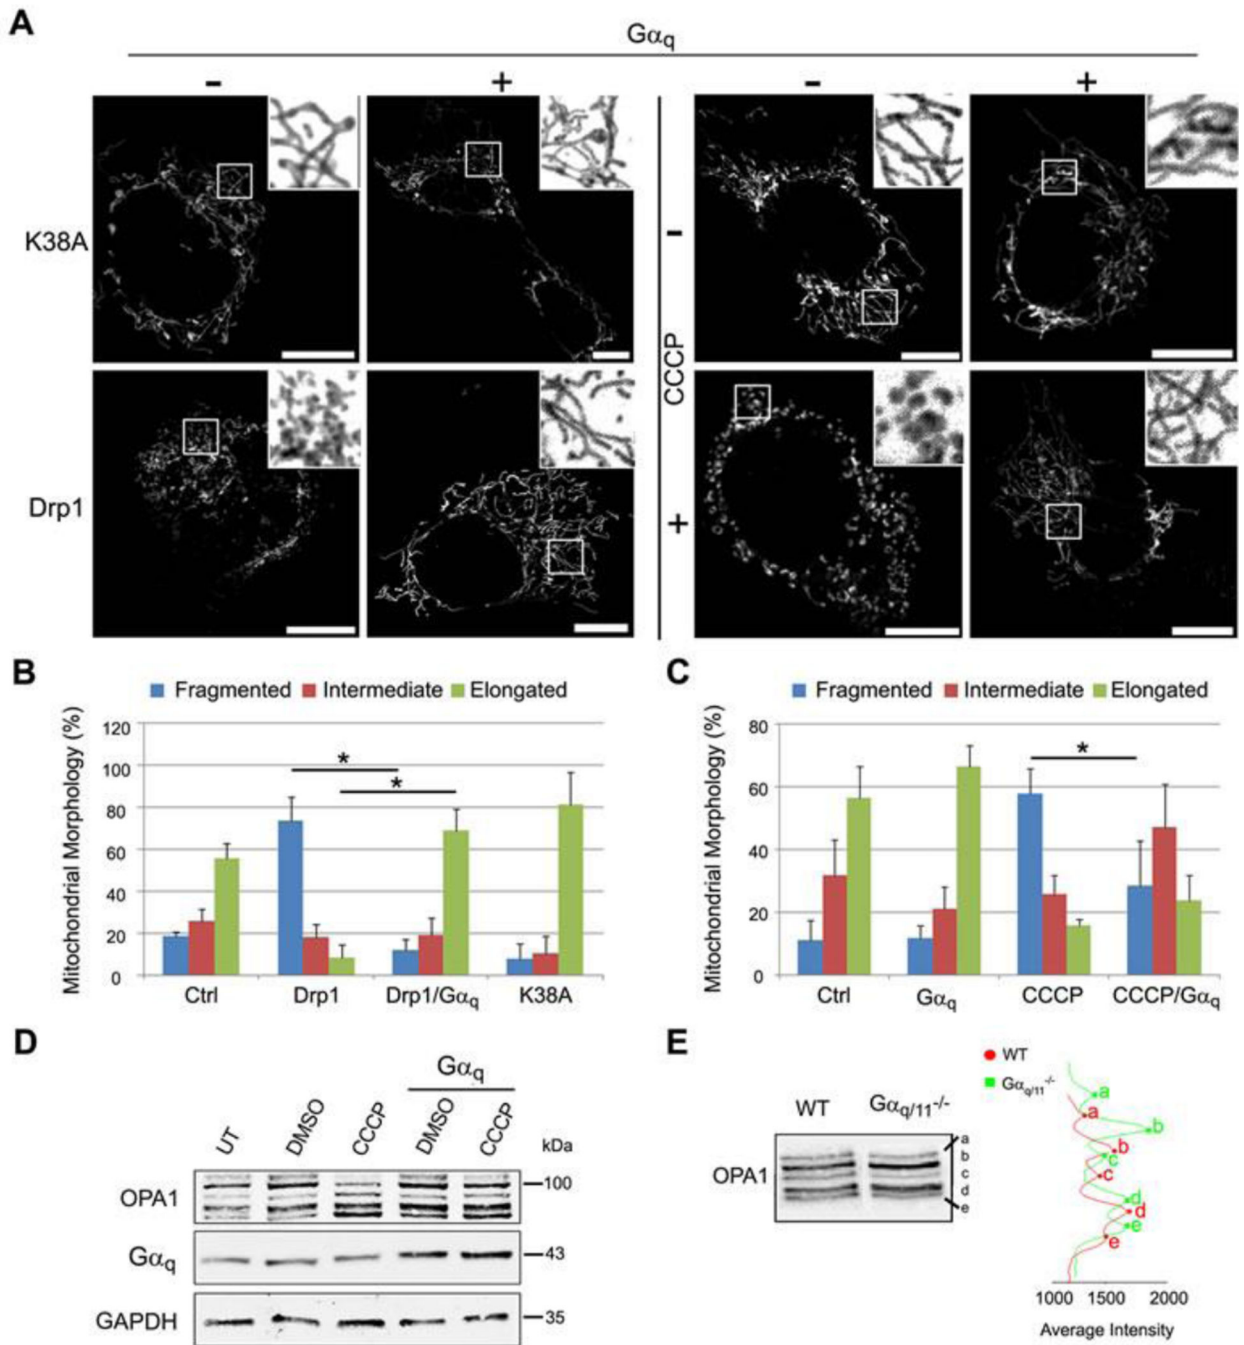 A
Gαq
- + - +
K38A
-
CCCP
Drp1
+
B
Fragmented Intermediate Elongated
Mitochondrial Morphology (%)
120
100
80
60
40
20
0
* *
Ctrl Drp1 Drp1/Gαq K38A
C
Fragmented Intermediate Elongated
Mitochondrial Morphology (%)
80
60
40
20
0
*
Ctrl Gαq CCCP CCCP/Gαq
D
Gαq
UT DMSO CCCP DMSO CCCP kDa
OPA1 100
Gαq 43
GAPDH 35
E
WT
Gαq/11-/-
WT Gαq/11-/-
OPA1
a
b
c
d
e
a
a
b
b
c
c
d
d
e
e
1000 1500 2000
Average Intensity